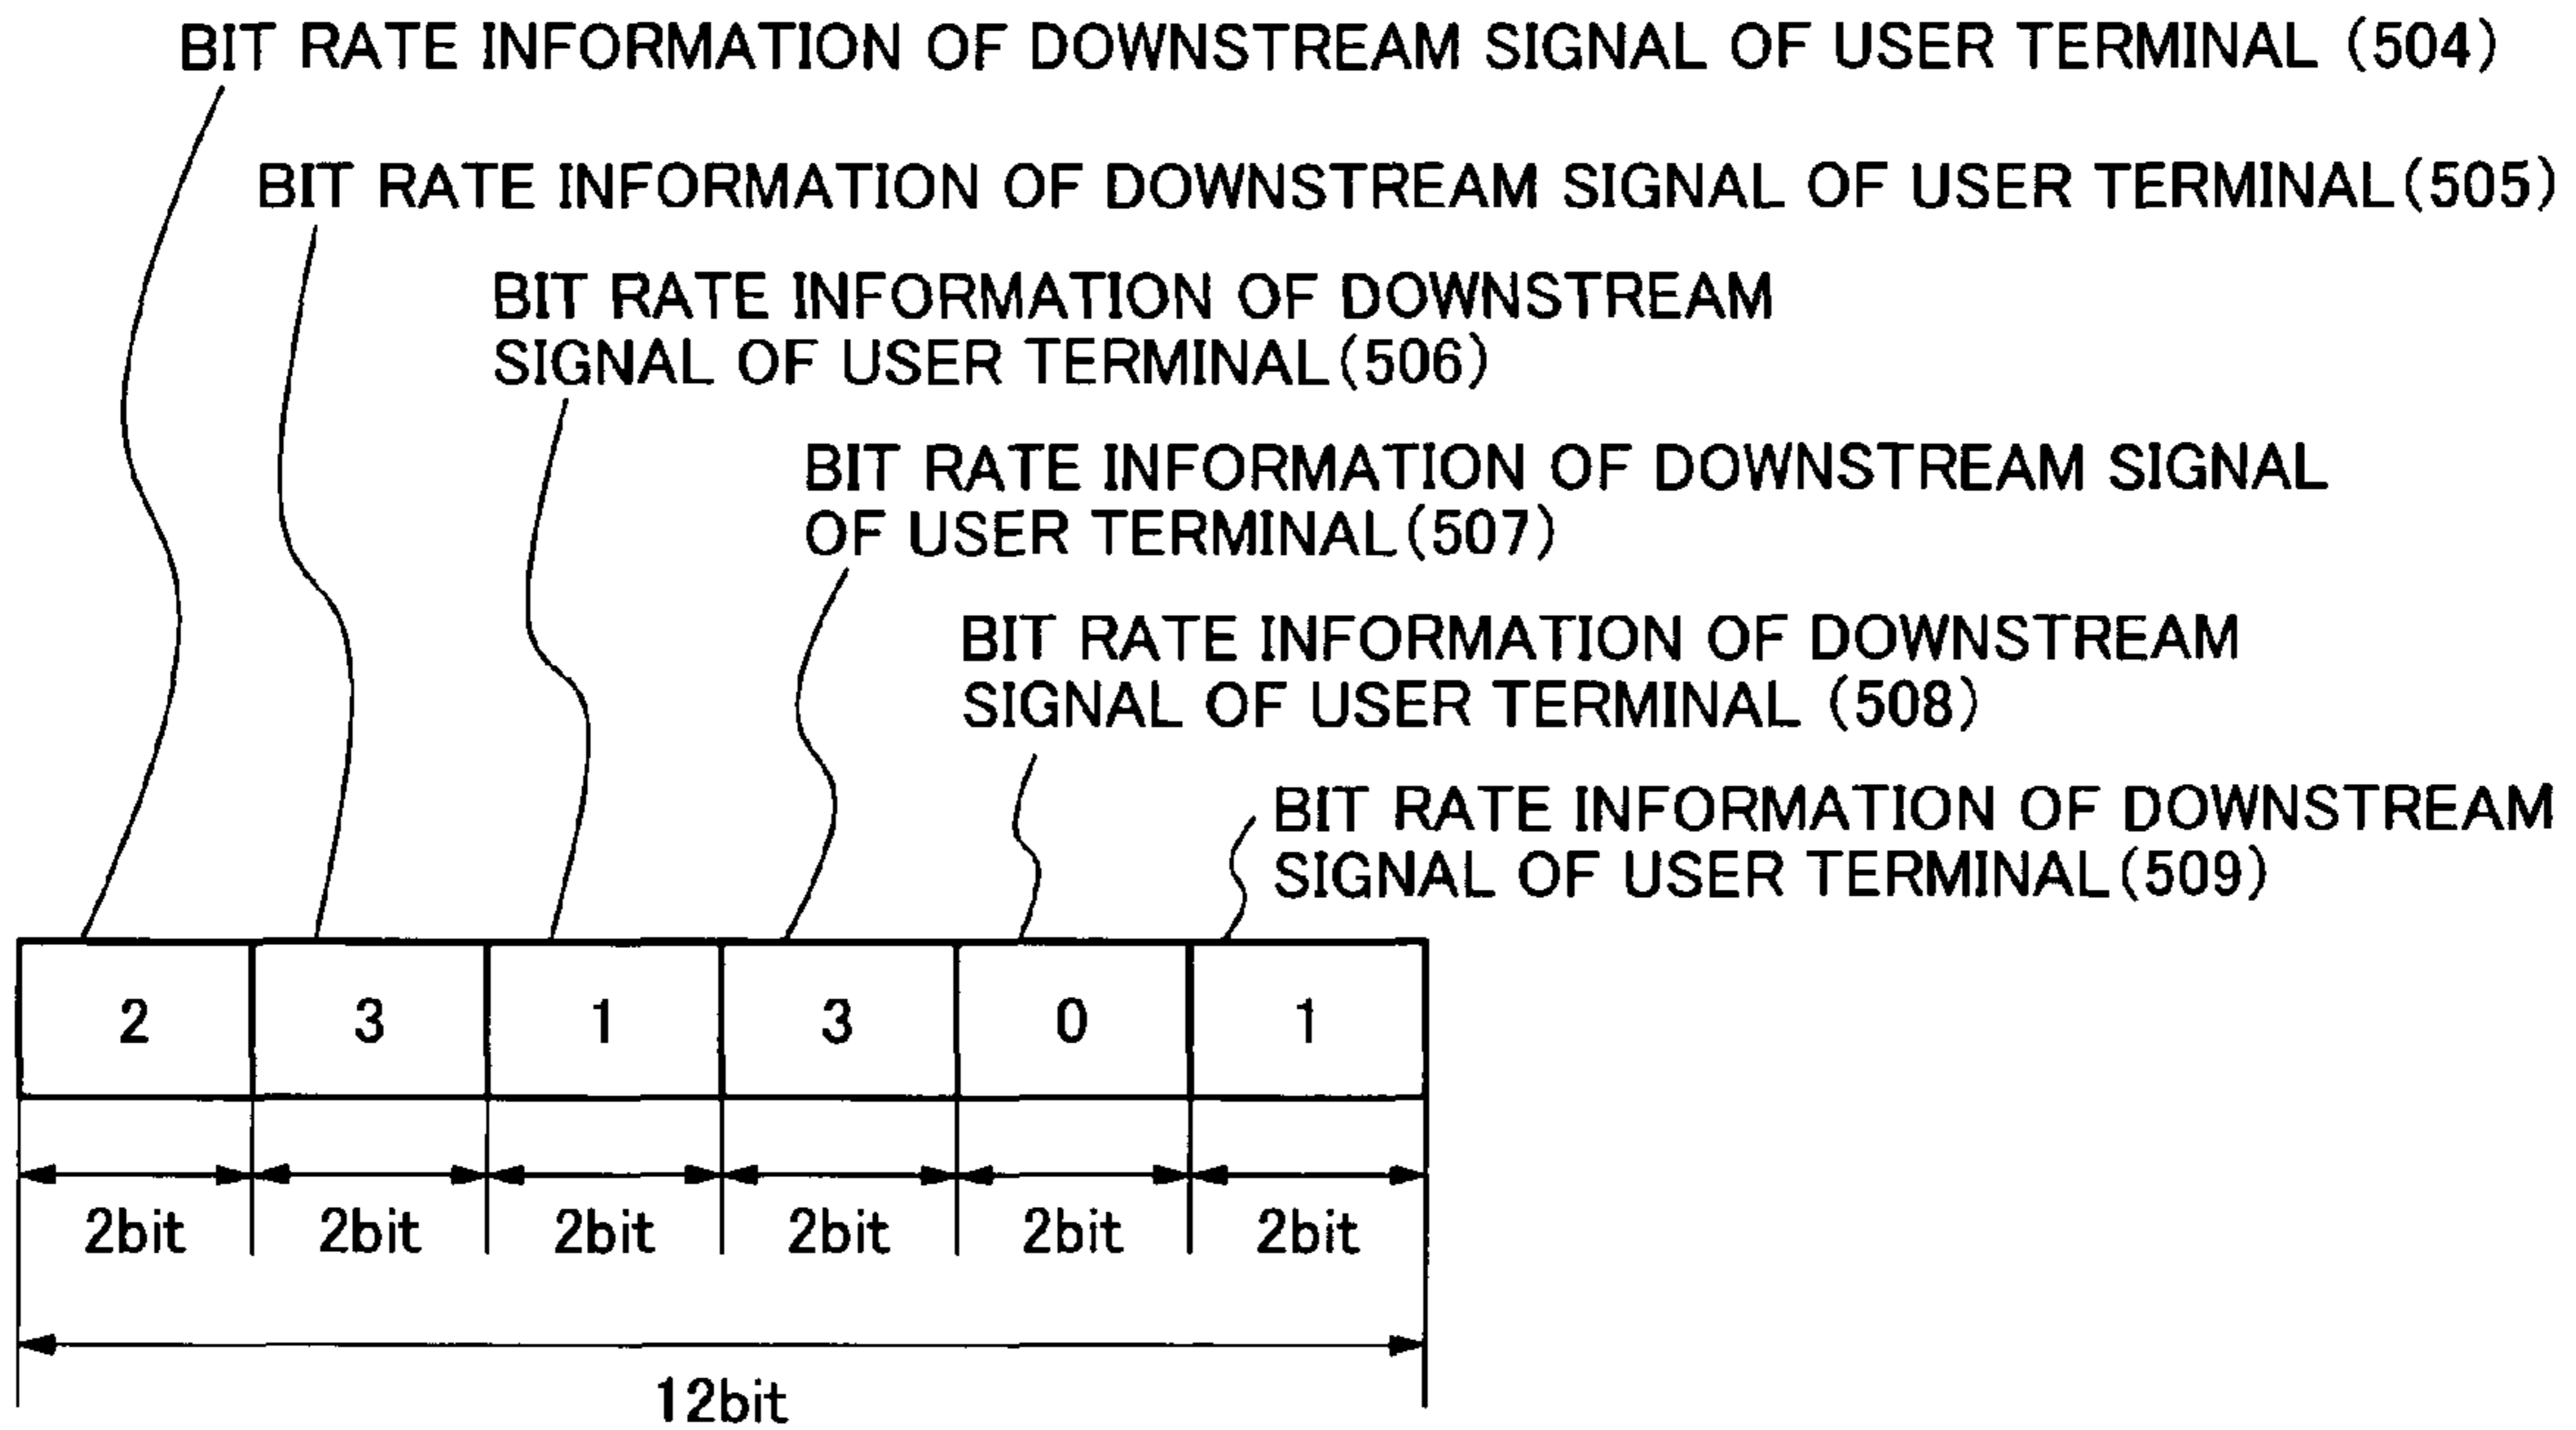 BIT RATE INFORMATION OF DOWNSTREAM SIGNAL OF USER TERMINAL (504)
BIT RATE INFORMATION OF DOWNSTREAM SIGNAL OF USER TERMINAL(505)
BIT RATE INFORMATION OF DOWNSTREAM
SIGNAL OF USER TERMINAL(506)
BIT RATE INFORMATION OF DOWNSTREAM SIGNAL
OF USER TERMINAL(507)
BIT RATE INFORMATION OF DOWNSTREAM
SIGNAL OF USER TERMINAL (508)
BIT RATE INFORMATION OF DOWNSTREAM
SIGNAL OF USER TERMINAL(509)
2 3 1 3 0 1
2bit 2bit 2bit 2bit 2bit 2bit
12bit